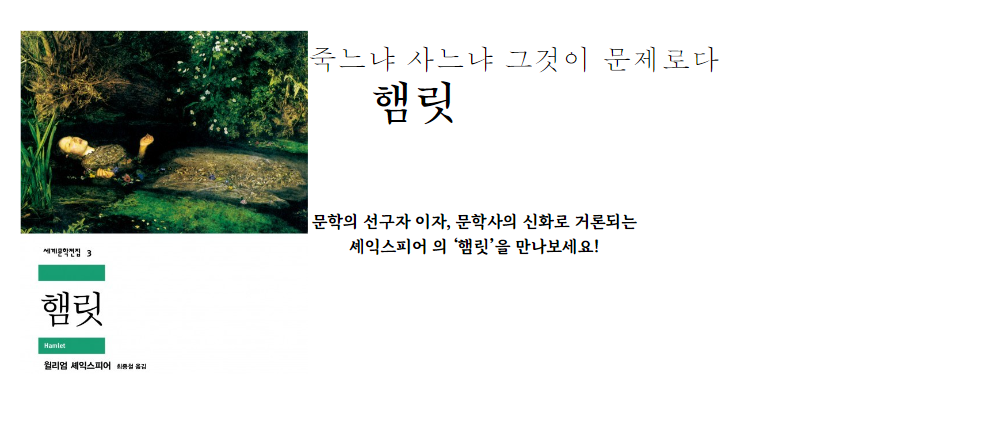 죽느냐 사느냐 그것이 문제로다
햄릿
문학의 선구자 이자, 문학사의 신화로 거론되는
셰익스피어 의 ‘햄릿’을 만나보세요!
세계문학전집 3
햄릿
Hamlet
윌리엄 셰익스피어 최종철 옮김